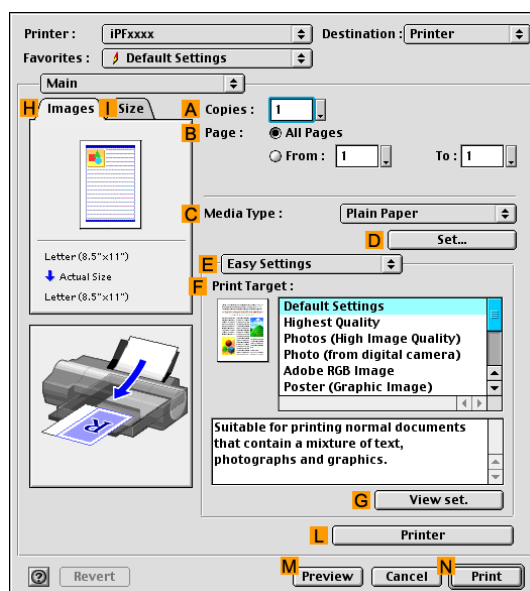 Printer : iPFxxxx Destination : Printer
Favorites : Default Settings
Main
H Images I Size
A Copies : 1
B Page : All Pages
From : 1 To : 1
C Media Type : Plain Paper
D Set...
Letter (8.5"x11")
Actual Size
Letter (8.5"x11")
E Easy Settings
F Print Target :
Default Settings
Highest Quality
Photos (High Image Quality)
Photo (from digital camera)
Adobe RGB Image
Poster (Graphic Image)
R
Suitable for printing normal documents
that contain a mixture of text,
photographs and graphics.
G View set.
L Printer
? Revert M Preview Cancel N Print